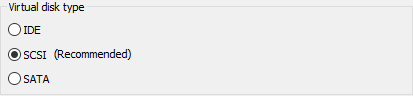 Virtual disk type
IDE
SCSI (Recommended)
SATA